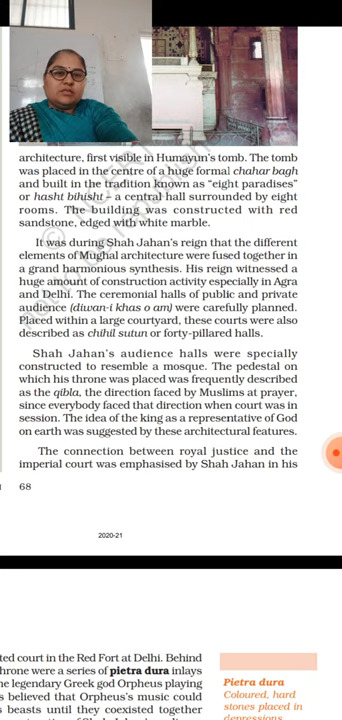 architecture, first visible in Humayun's tomb. The tomb
was placed in the centre of a huge formal chahar bagh
and built in the tradition known as "eight paradises"
or hasht bihisht – a central hall surrounded by eight
rooms. The building was constructed with red
sandstone, edged with white marble.
It was during Shah Jahan's reign that the different
elements of Mughal architecture were fused together in
a grand harmonious synthesis. His reign witnessed a
huge amount of construction activity especially in Agra
and Delhi. The ceremonial halls of public and private
audience (diwan-i khas o am) were carefully planned.
Placed within a large courtyard, these courts were also
described as chihil sutun or forty-pillared halls.
Shah Jahan's audience halls were specially
constructed to resemble a mosque. The pedestal on
which his throne was placed was frequently described
as the qibla, the direction faced by Muslims at prayer,
since everybody faced that direction when court was in
session. The idea of the king as a representative of God
on earth was suggested by these architectural features.
The connection between royal justice and the
imperial court was emphasised by Shah Jahan in his
68
2020-21
ted court in the Red Fort at Delhi. Behind
throne were a series of pietra dura inlays
he legendary Greek god Orpheus playing
s believed that Orpheus's music could
beasts until they coexisted together
Pietra dura
Coloured, hard
stones placed in
depressions